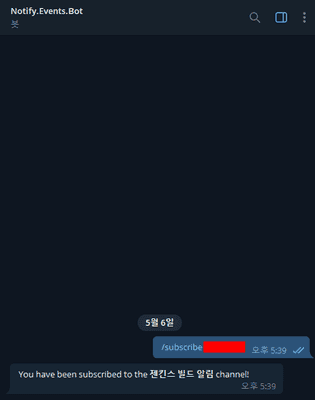 Notify.Events.Bot
봇
5월 6일
/subscribe
오후 5:39
You have been subscribed to the 젠킨스 빌드 알림 channel!
오후 5:39